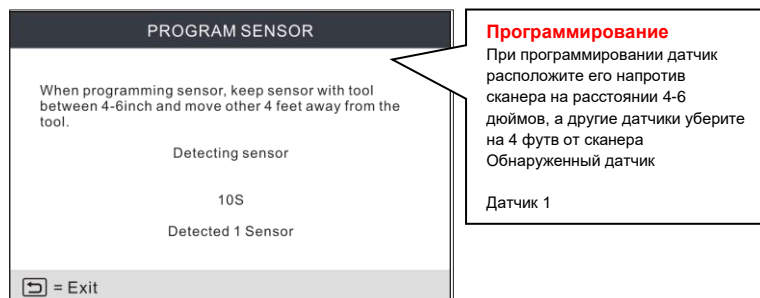 PROGRAM SENSOR
When programming sensor, keep sensor with tool
between 4-6inch and move other 4 feet away from the
tool.
Detecting sensor
10S
Detected 1 Sensor
= Exit
Программирование
При программировании датчик
расположите его напротив
сканера на расстоянии 4-6
дюймов, а другие датчики уберите
на 4 футв от сканера
Обнаруженный датчик
Датчик 1